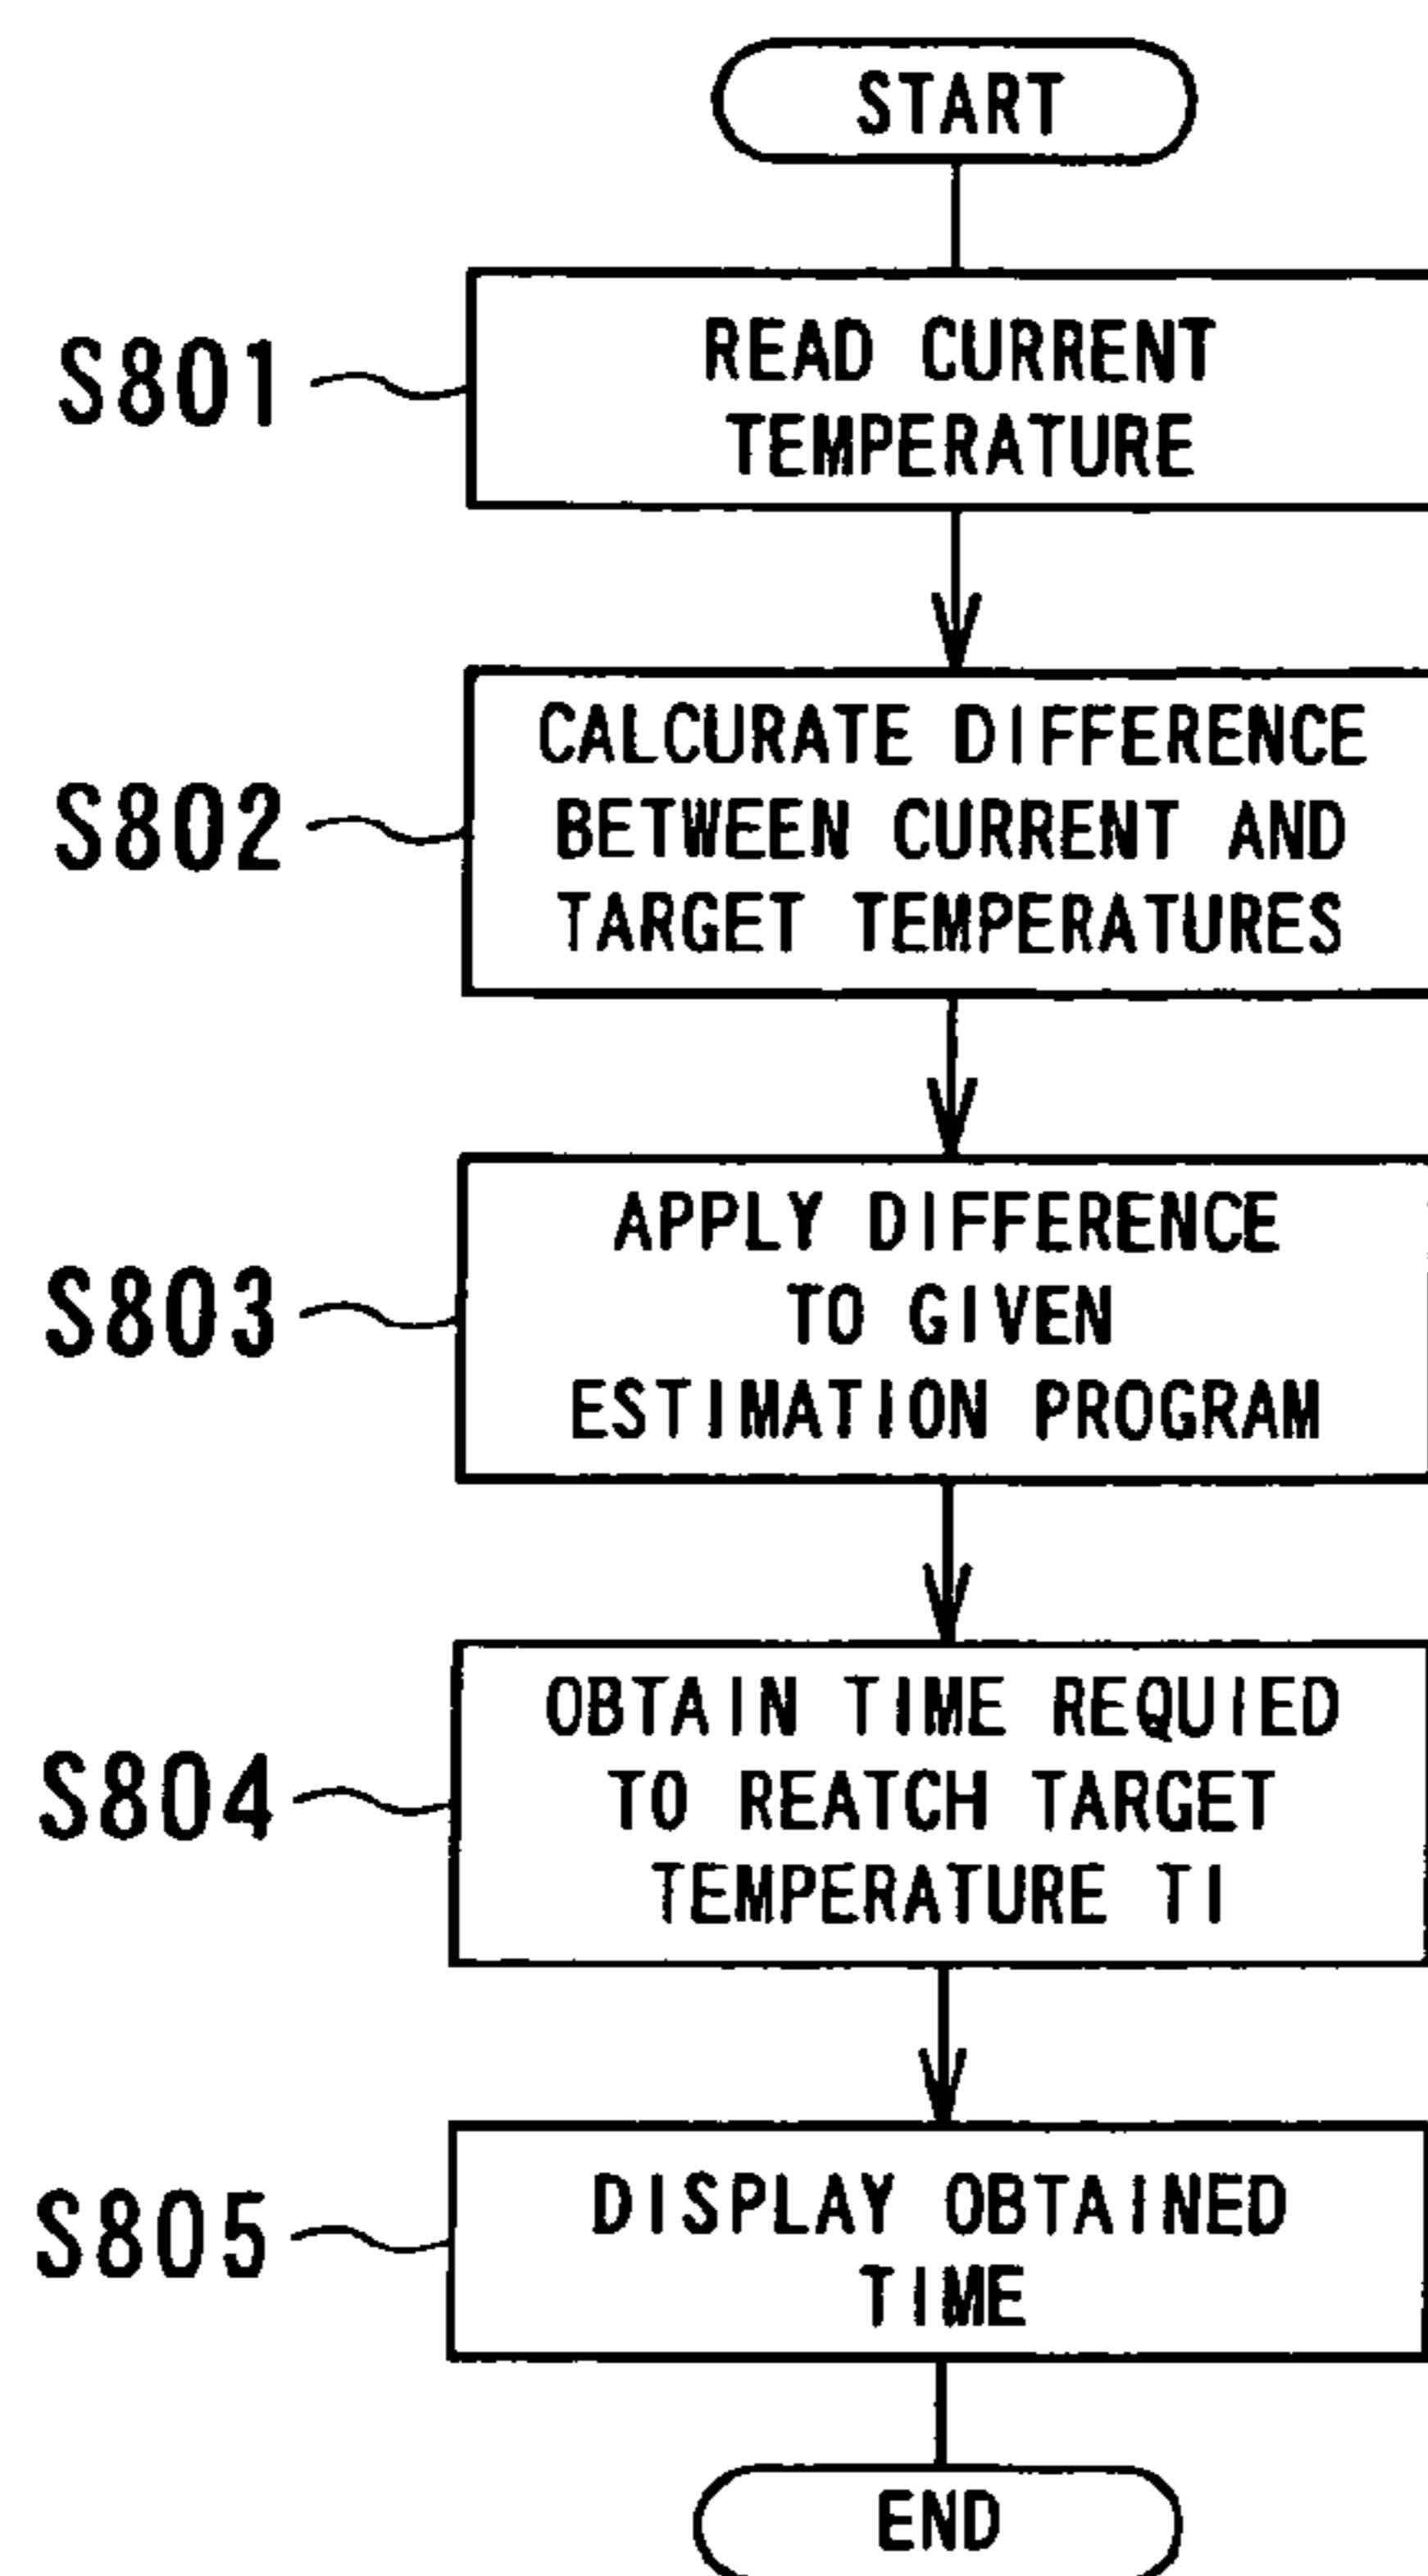 START
S801
READ CURRENT
TEMPERATURE
S802
CALCURATE DIFFERENCE
BETWEEN CURRENT AND
TARGET TEMPERATURES
S803
APPLY DIFFERENCE
TO GIVEN
ESTIMATION PROGRAM
S804
OBTAIN TIME REQUIED
TO REATCH TARGET
TEMPERATURE TI
S805
DISPLAY OBTAINED
TIME
END